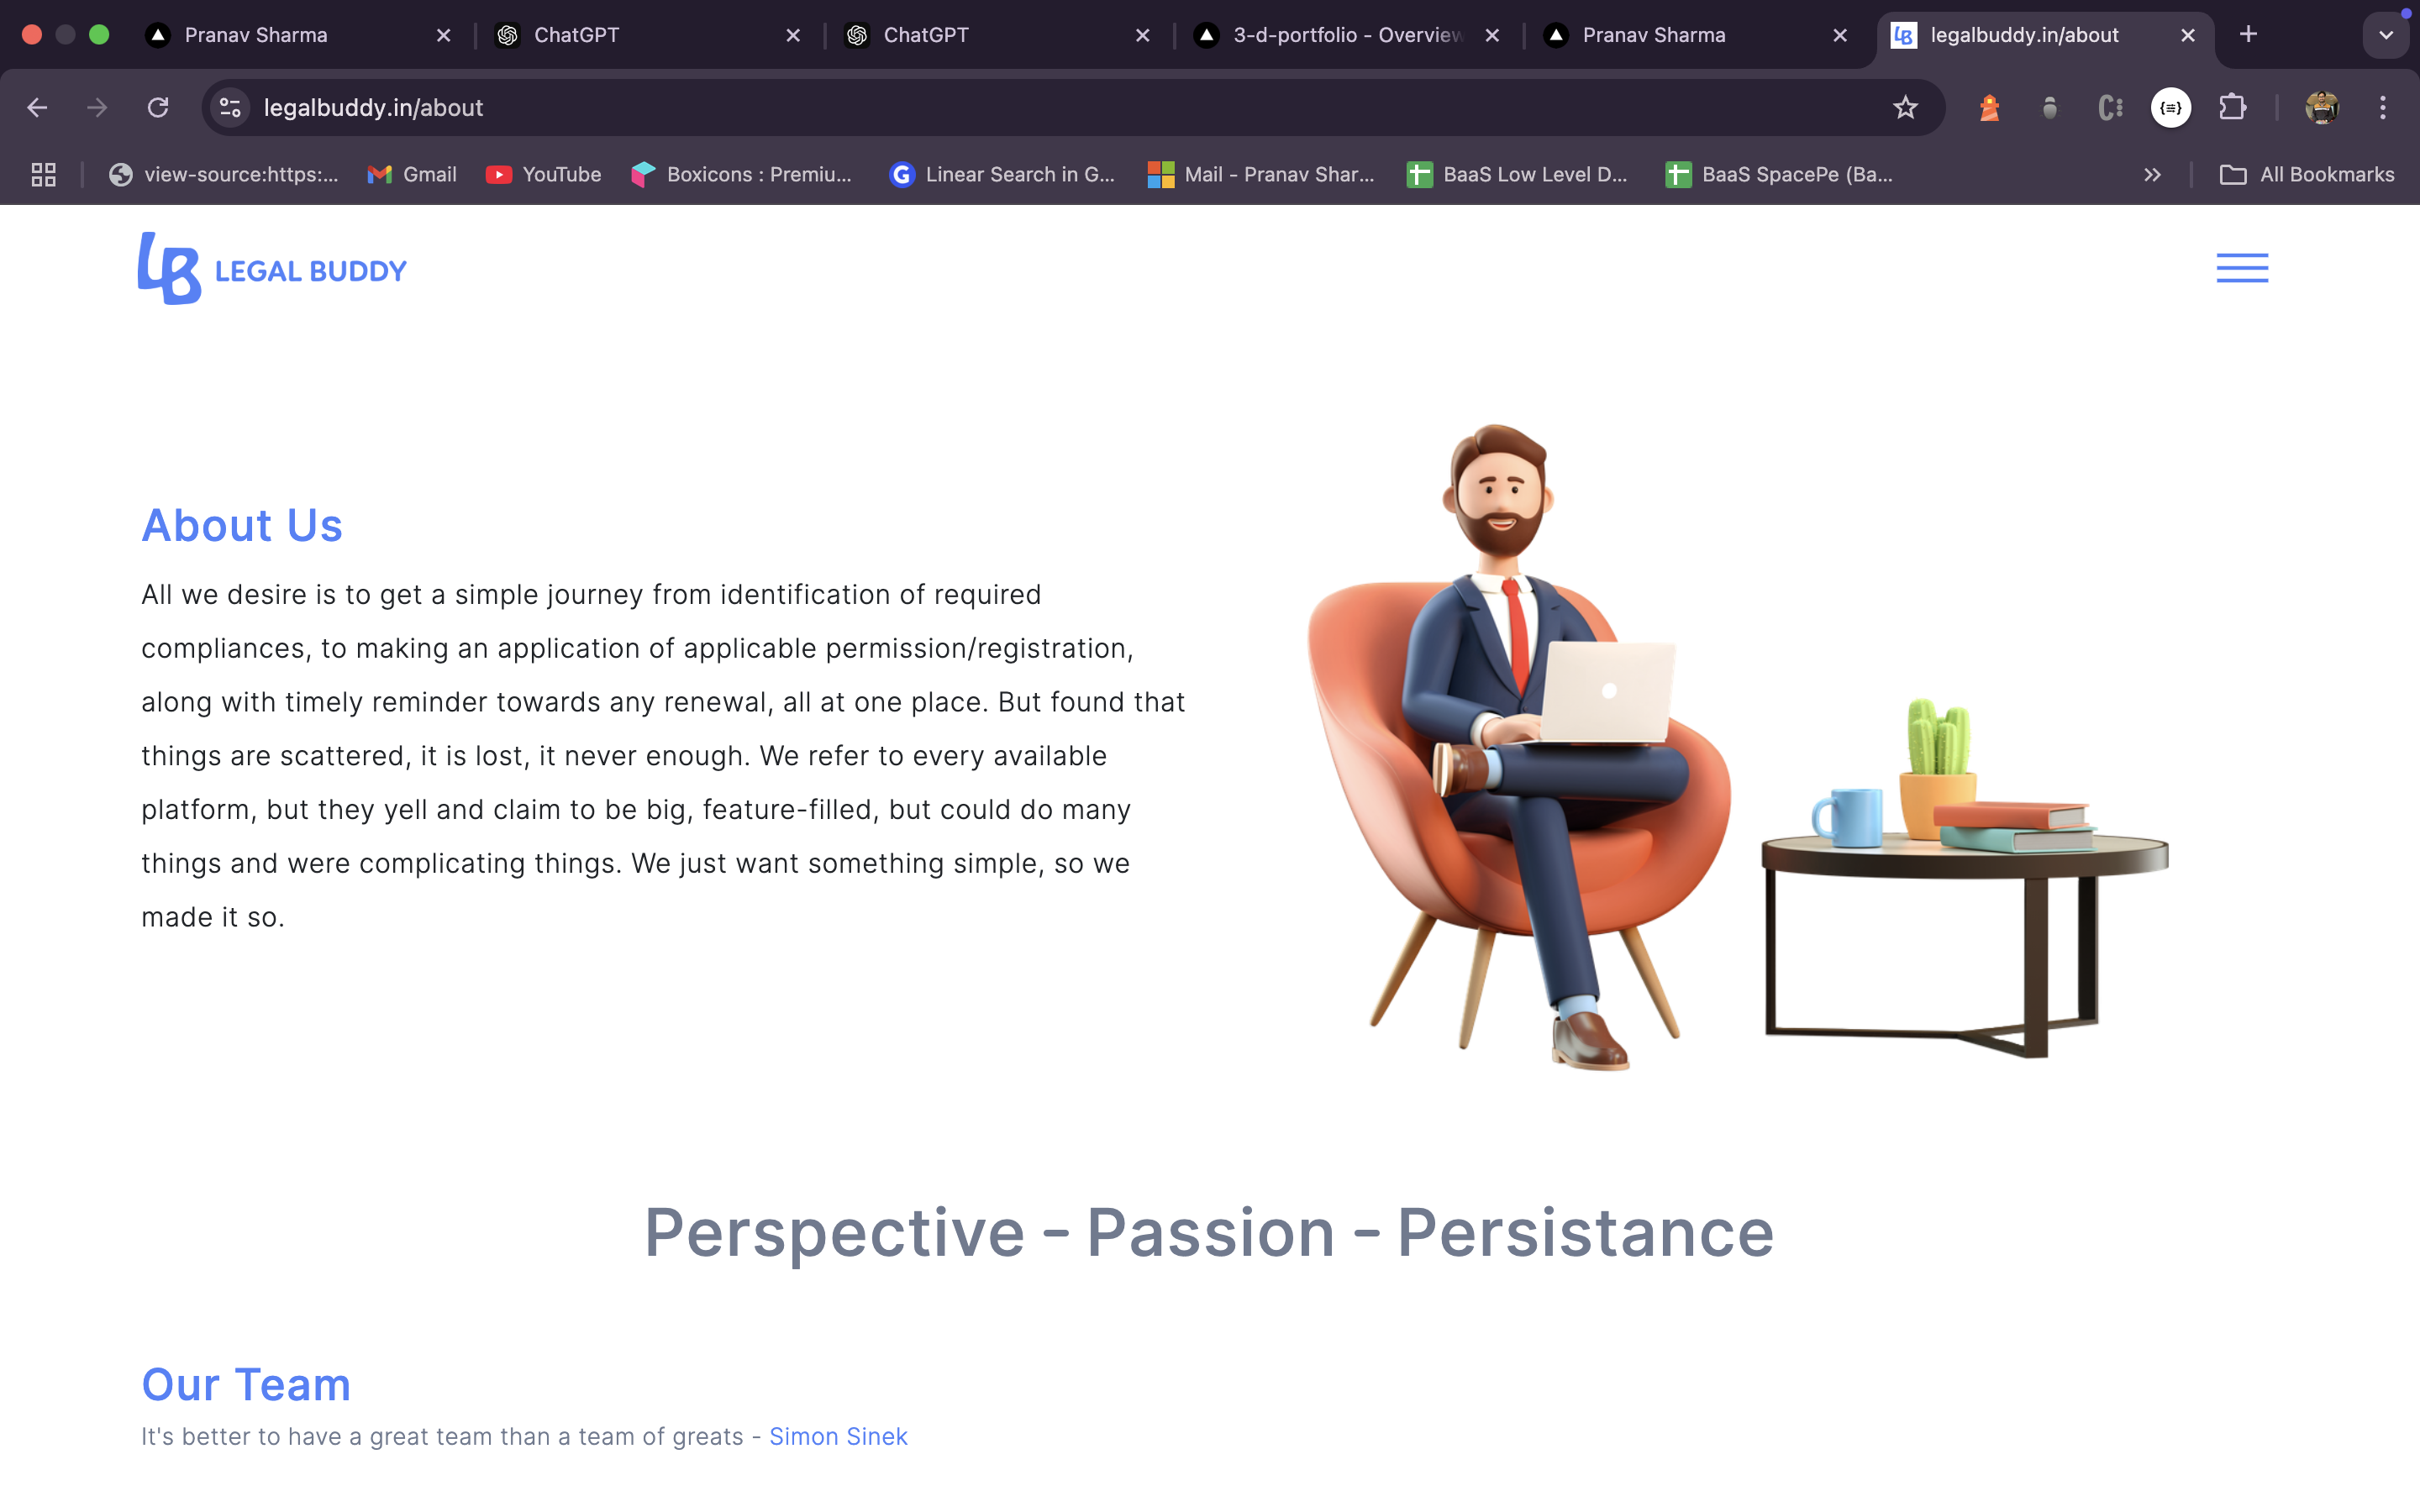 Pranav Sharma
ChatGPT
ChatGPT
3-d-portfolio - Overview
Pranav Sharma
legalbuddy.in/about
legalbuddy.in/about
view-source:https:...
Gmail
YouTube
Boxicons : Premiu...
Linear Search in G...
Mail - Pranav Shar...
BaaS Low Level D...
BaaS SpacePe (Ba...
All Bookmarks
LB LEGAL BUDDY
About Us
All we desire is to get a simple journey from identification of required
compliances, to making an application of applicable permission/registration,
along with timely reminder towards any renewal, all at one place. But found that
things are scattered, it is lost, it never enough. We refer to every available
platform, but they yell and claim to be big, feature-filled, but could do many
things and were complicating things. We just want something simple, so we
made it so.
Perspective - Passion - Persistance
Our Team
It's better to have a great team than a team of greats - Simon Sinek